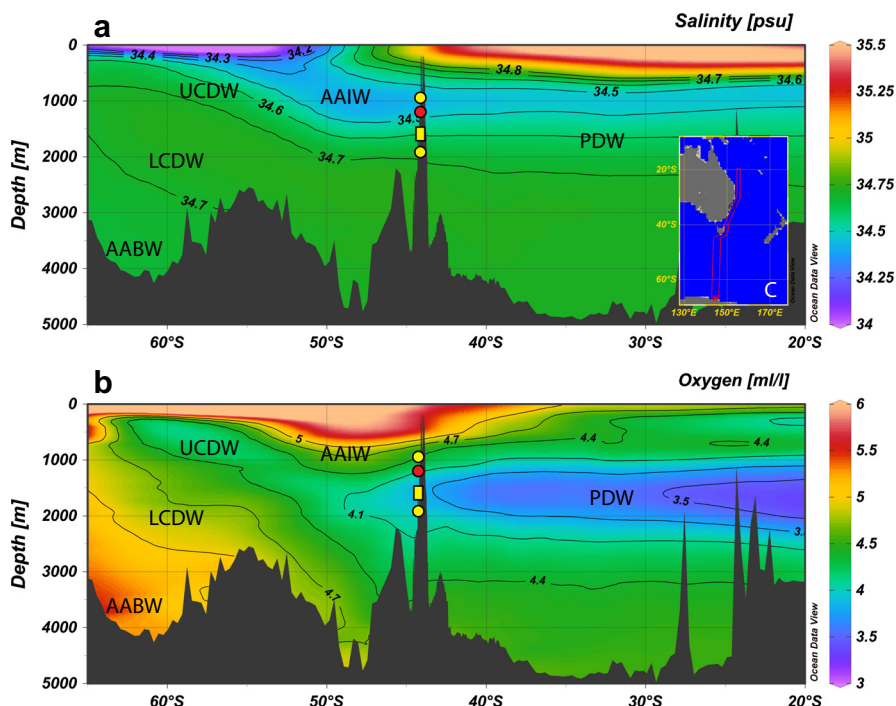 a
Salinity [psu]
0
1000
2000
3000
4000
5000
Depth [m]
34.4
34.3
34.2
34.8
34.7
34.6
UCDW
AAIW
34.5
34.6
PDW
LCDW
34.7
34.7
AABW
60°S
50°S
40°S
30°S
20°S
35.5
35.25
35
34.75
34.5
34.25
34
20°S
40°S
60°S
C
130°E
150°E
170°E
Ocean Data View
Ocean Data View
b
Oxygen [ml/l]
0
1000
2000
3000
4000
5000
Depth [m]
5
4.7
4.4
4.4
UCDW
AAIW
PDW
3.5
4.1
LCDW
4.4
4.7
AABW
60°S
50°S
40°S
30°S
20°S
6
5.5
5
4.5
4
3.5
3
Ocean Data View